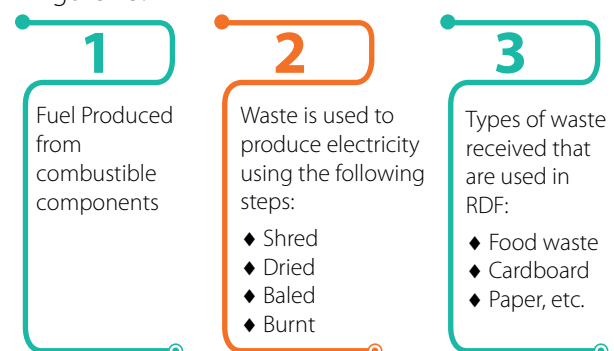 1
Fuel Produced
from
combustible
components
2
Waste is used to
produce electricity
using the following
steps:
♦ Shred
♦ Dried
♦ Baled
♦ Burnt
3
Types of waste
received that
are used in
RDF:
♦ Food waste
♦ Cardboard
♦ Paper, etc.